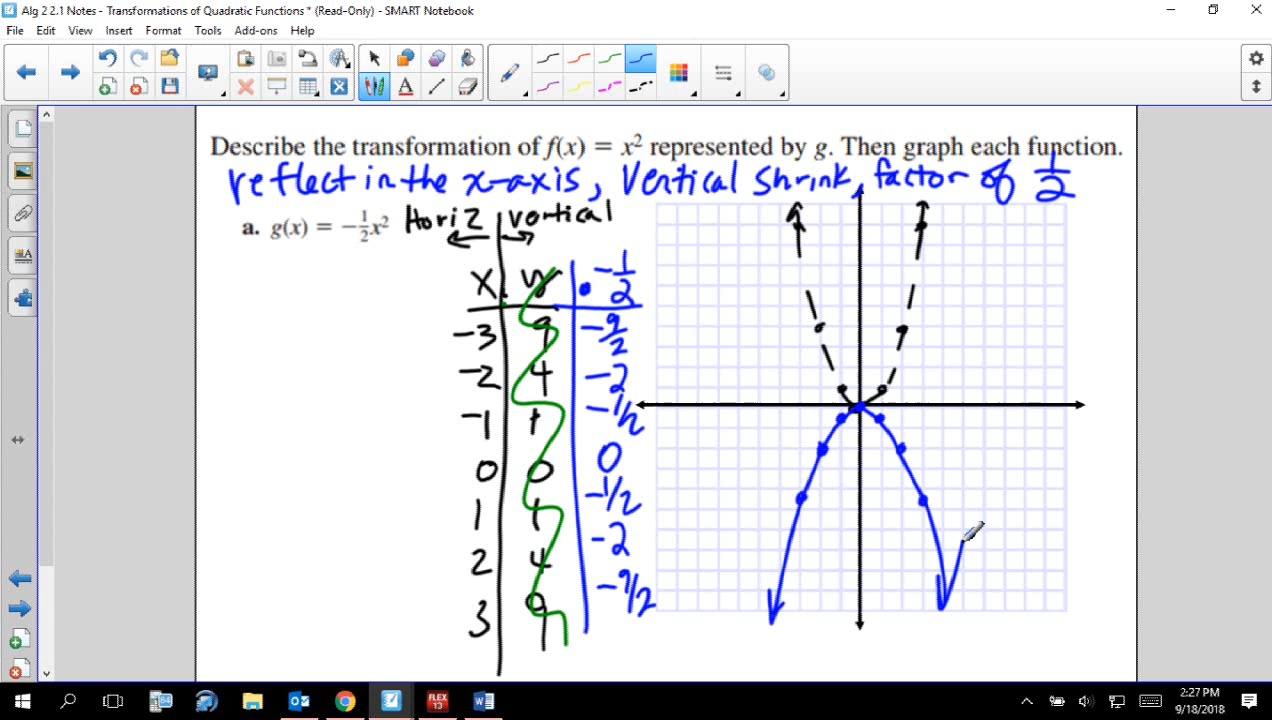 Alg 2 2.1 Notes - Transformations of Quadratic Functions * (Read-Only) - SMART Notebook
File Edit View Insert Format Tools Add-ons Help
Describe the transformation of f(x) = x² represented by g. Then graph each function.
reflect in the x-axis, Vertical shrink, factor of 1/2
a. g(x) = -1/2x² Horiz vertical
X y • -1/2
-3 9 -9/2
-2 4 -2
-1 1 -1/2
0 0 0
1 1 -1/2
2 4 -2
3 9 -9/2
FLEX 13
2:27 PM
9/18/2018